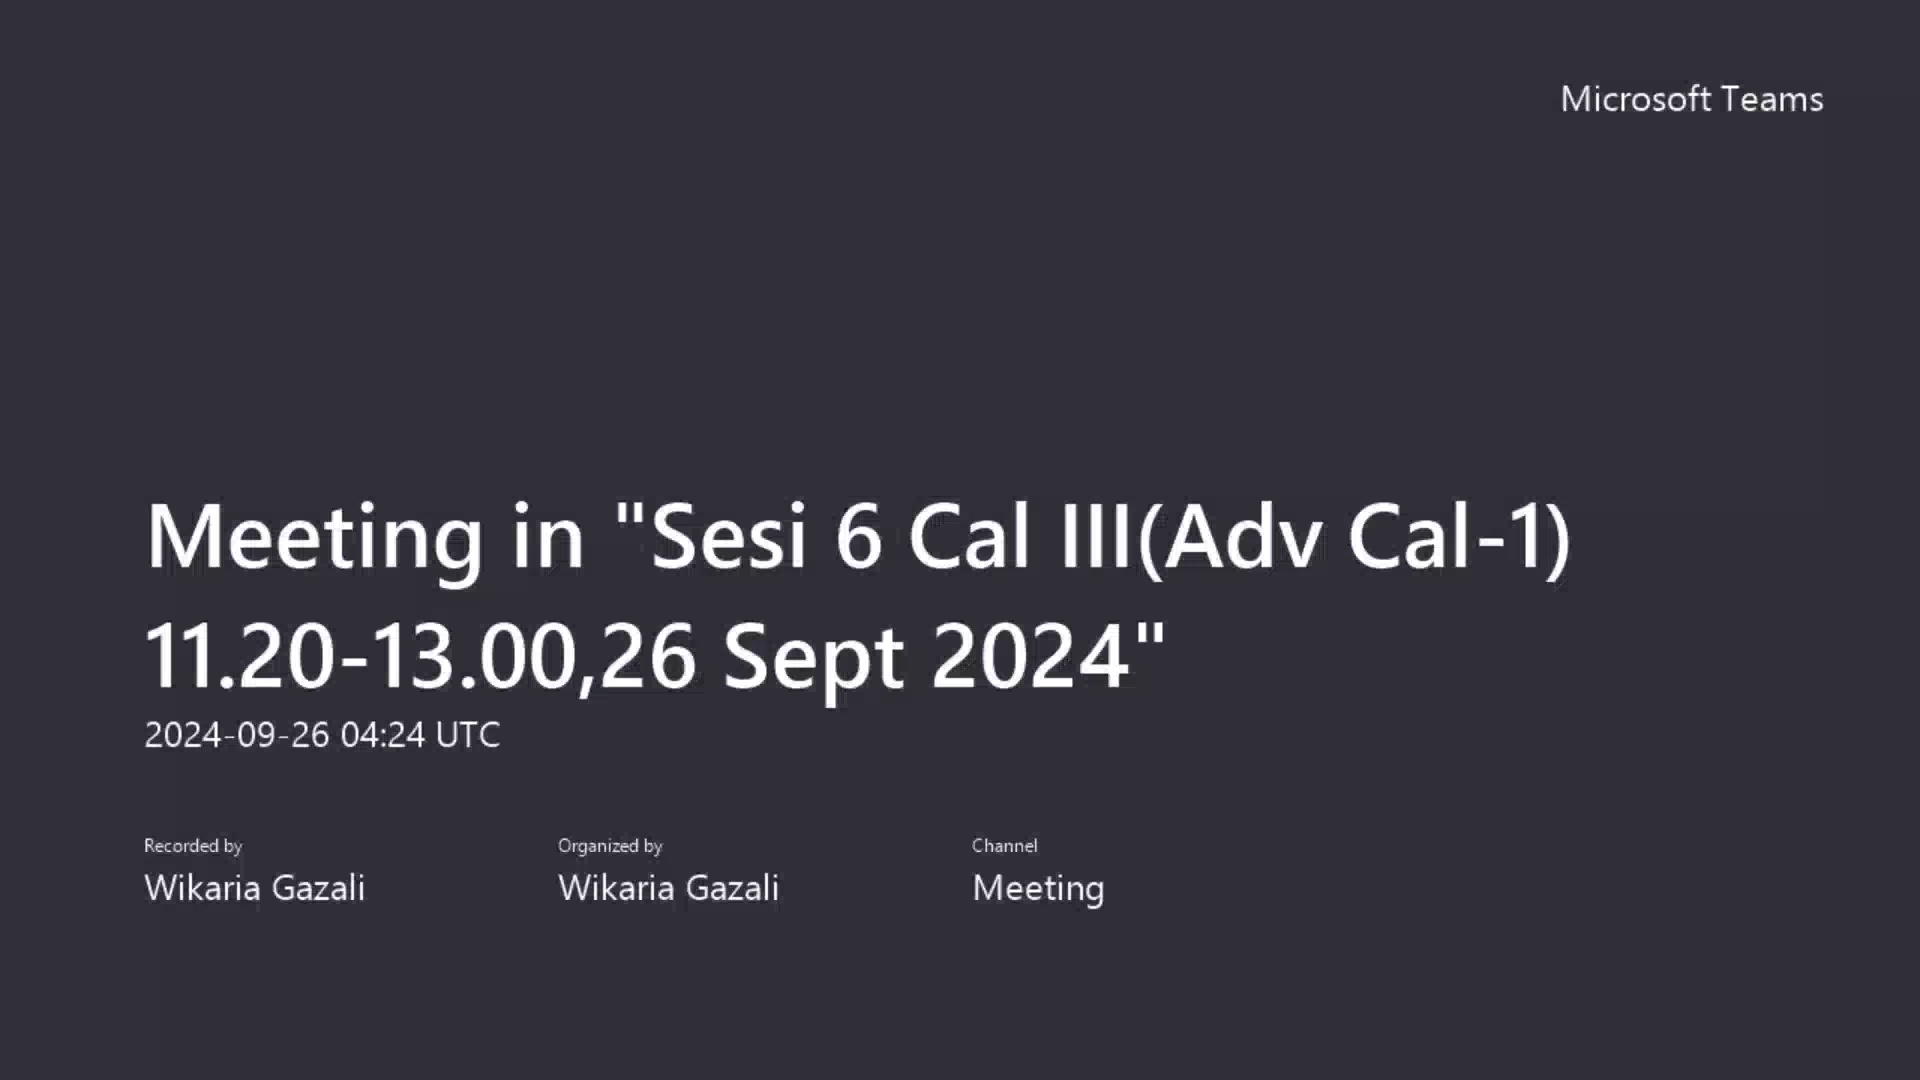 Microsoft Teams
Meeting in "Sesi 6 Cal III(Adv Cal-1)
11.20-13.00,26 Sept 2024"
2024-09-26 04:24 UTC
Recorded by
Wikaria Gazali
Organized by
Wikaria Gazali
Channel
Meeting